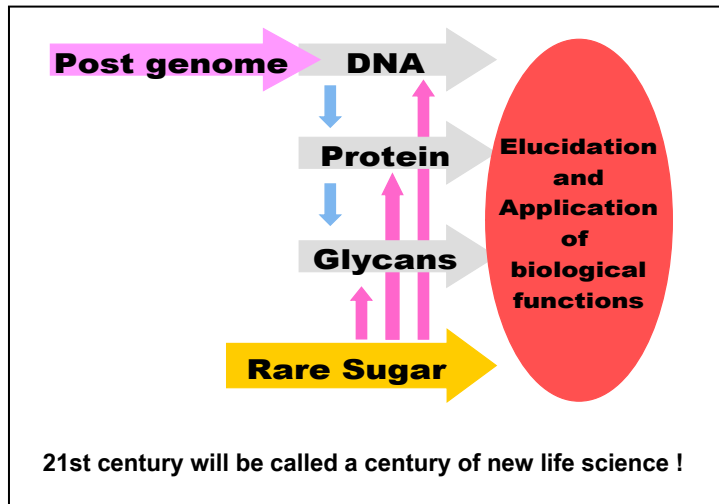 Post genome
DNA
Protein
Glycans
Rare Sugar
Elucidation
and
Application
of
biological
functions
21st century will be called a century of new life science !